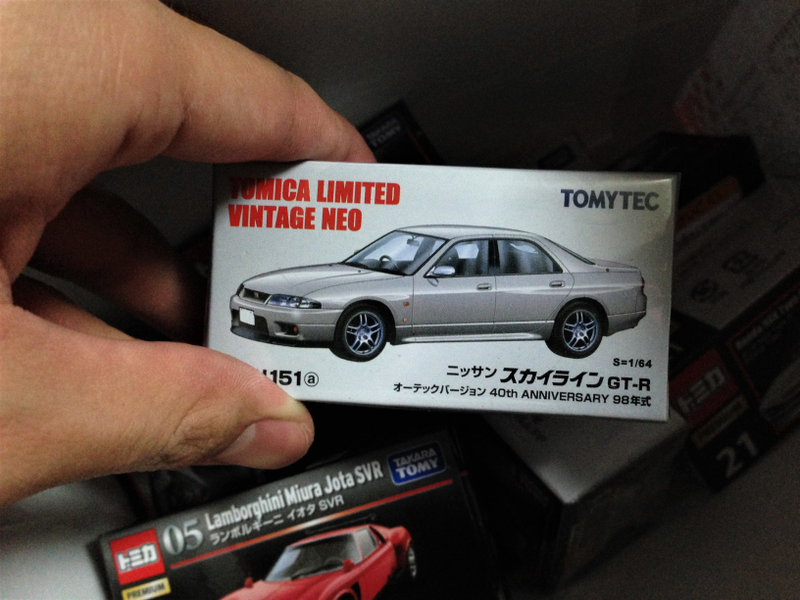 TAKARA TOMY
TOMICA LIMITED
VINTAGE NEO
TOMYTEC
S=1/64
151ⓐ
ニッサン スカイライン GT-R
オーテックバージョン 40th ANNIVERSARY 98年式
TAKARA
TOMY
トミカ
PREMIUM
05 Lamborghini Miura Jota SVR
ランボルギーニ イオタ SVR
トミカ
21